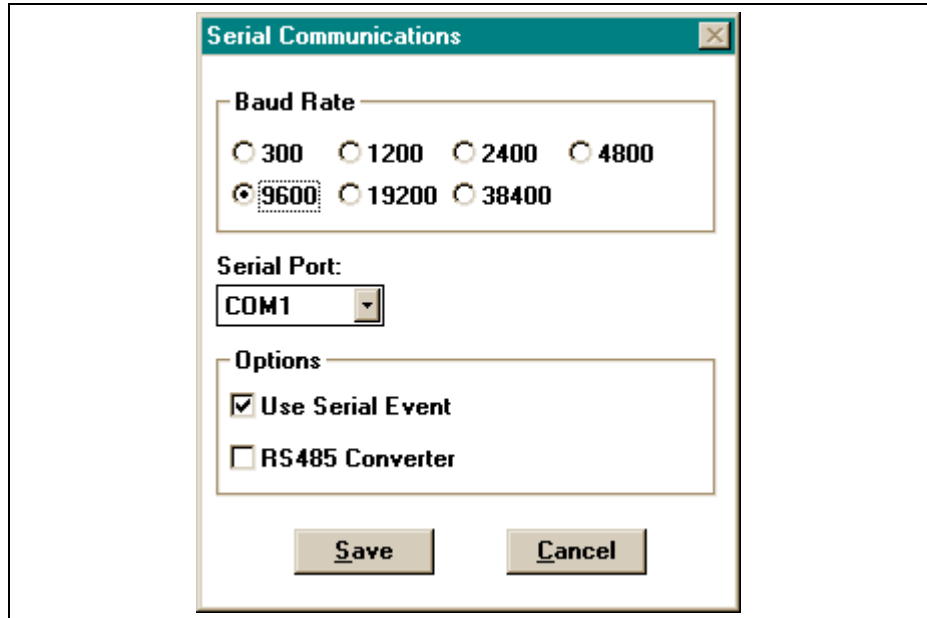 Serial Communications
Baud Rate
300 1200 2400 4800
9600 19200 38400
Serial Port:
COM1
Options
Use Serial Event
RS485 Converter
Save Cancel